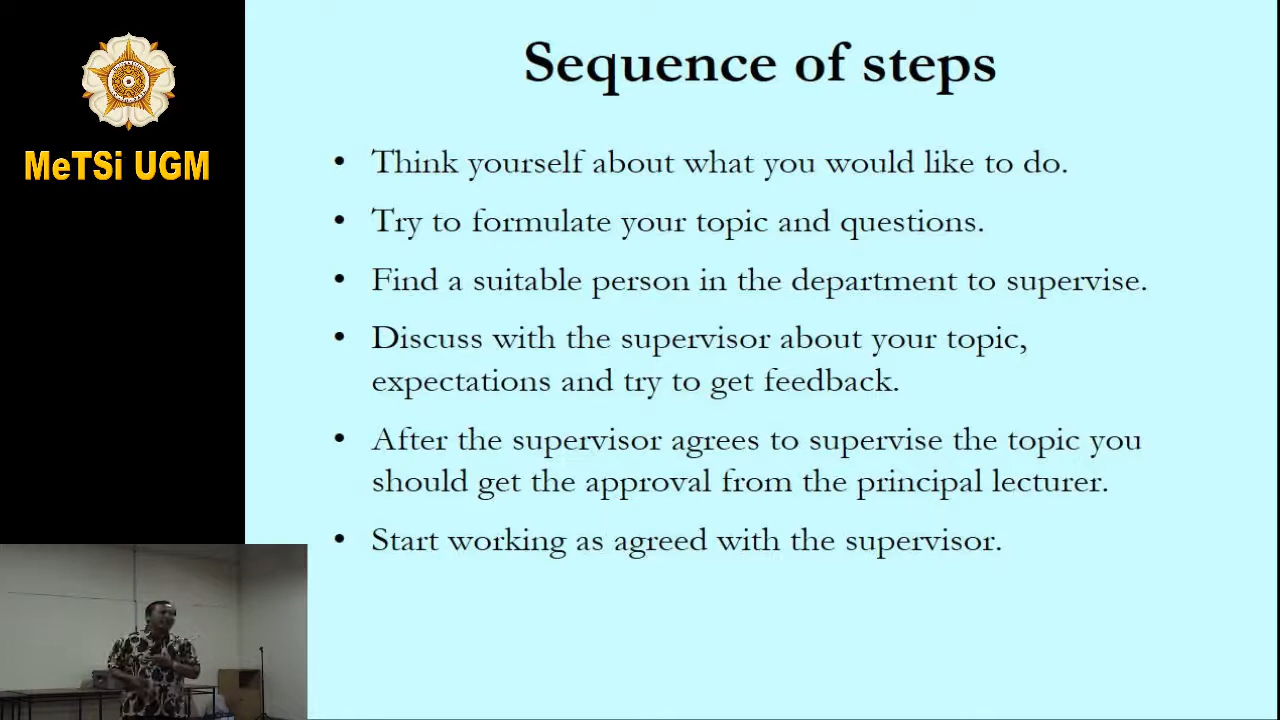 Sequence of steps
MeTSi UGM
• Think yourself about what you would like to do.
• Try to formulate your topic and questions.
• Find a suitable person in the department to supervise.
• Discuss with the supervisor about your topic,
expectations and try to get feedback.
• After the supervisor agrees to supervise the topic you
should get the approval from the principal lecturer.
• Start working as agreed with the supervisor.